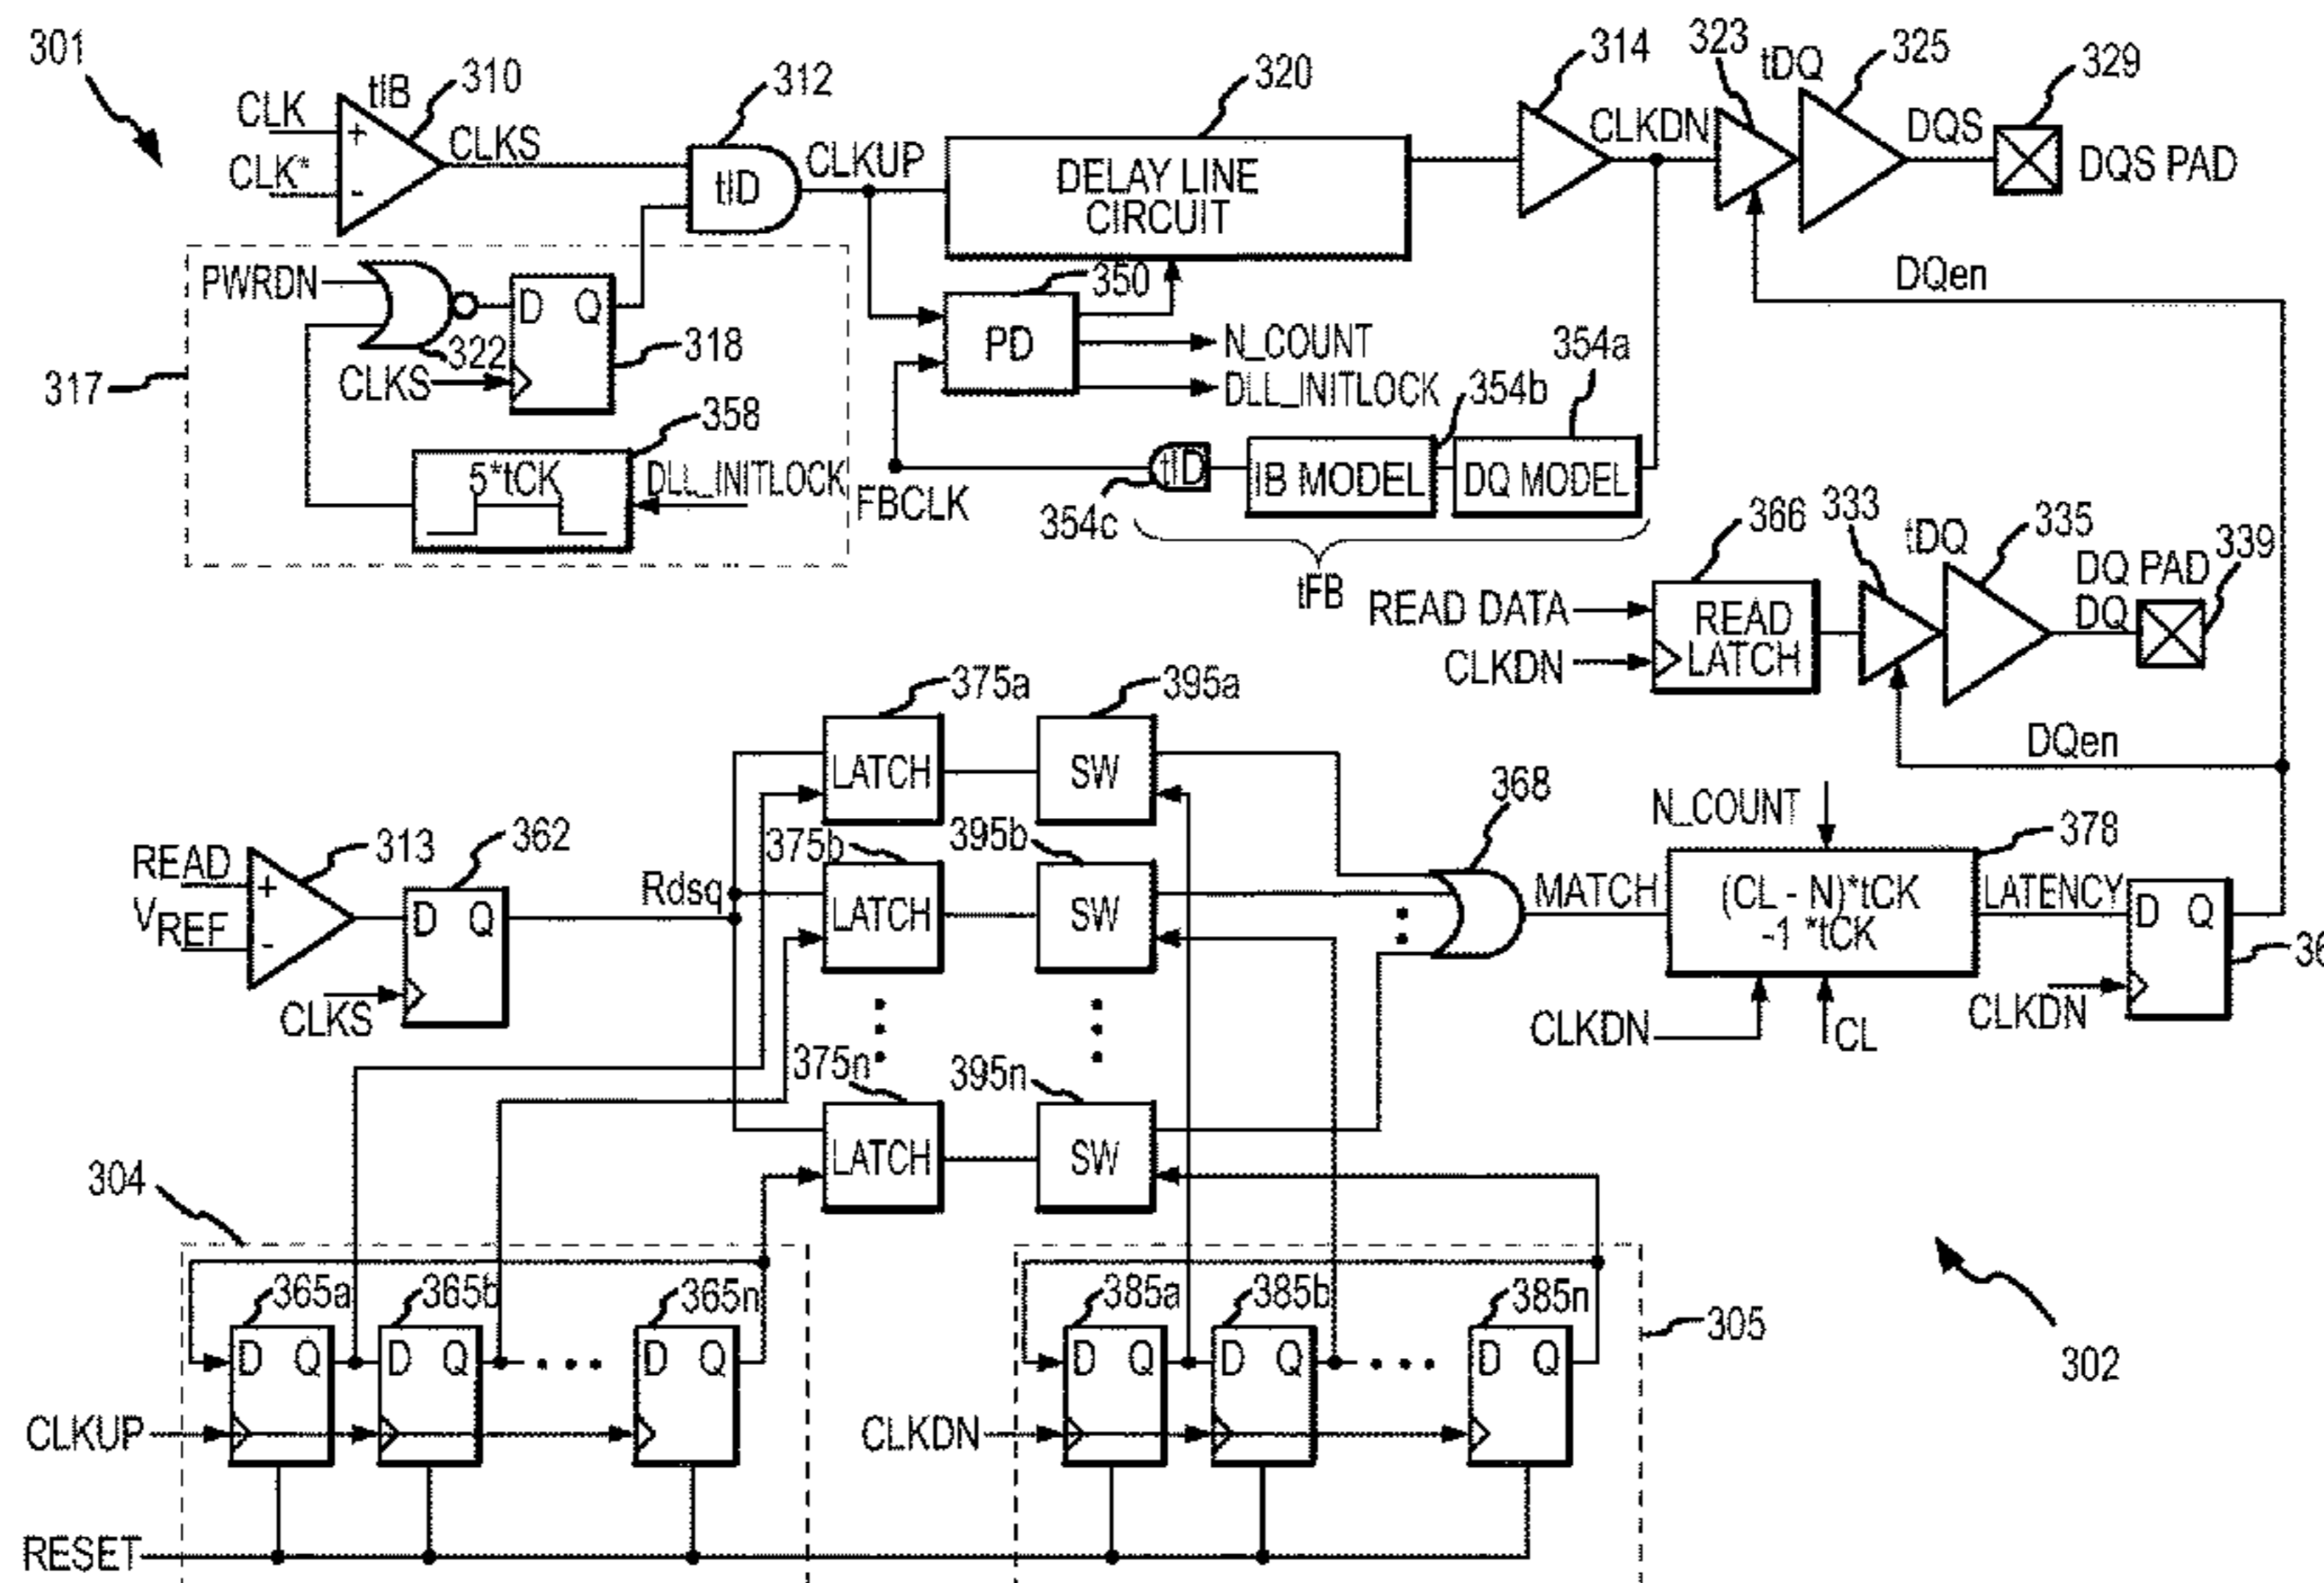 301
CLK
CLK*
+
-
tIB
310
CLKS
312
tID
CLKUP
320
DELAY LINE
CIRCUIT
314
CLKDN
323
tDQ
325
DQS
329
DQS PAD
DQen
317
PWRDN
322
D Q
318
CLKS
358
5*tCK
DLL_INITLOCK
350
PD
N_COUNT
DLL_INITLOCK
FBCLK
354c
tID
354b
IB MODEL
354a
DQ MODEL
tFB
READ DATA
CLKDN
366
READ
LATCH
333
tDQ
335
DQ PAD
DQ
339
DQen
READ
VREF
+
-
313
362
D Q
CLKS
Rdsq
375a
LATCH
395a
SW
375b
LATCH
395b
SW
375n
LATCH
395n
SW
368
MATCH
N_COUNT
378
(CL - N)*tCK
-1 *tCK
CLKDN
CL
LATENCY
D Q
CLKDN
304
365a
D Q
365b
D Q
365n
D Q
CLKUP
385a
D Q
385b
D Q
385n
D Q
CLKDN
305
302
RESET